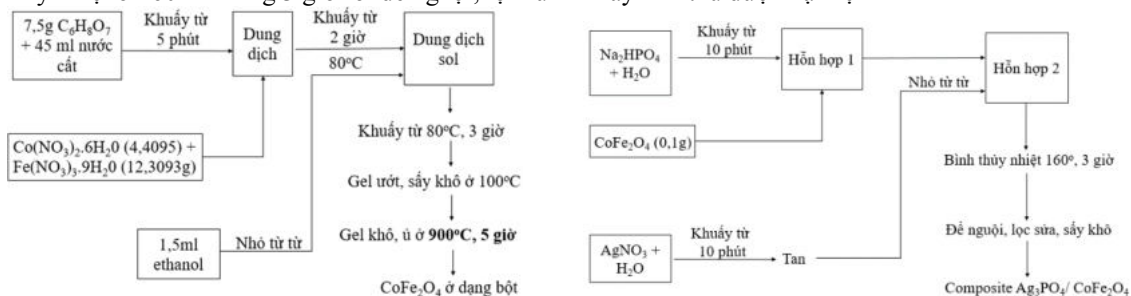 7,5g C₆H₈O₇
+ 45 ml nước
cất
Khuấy từ
5 phút
Dung
dịch
Khuấy từ
2 giờ
80°C
Dung dịch
sol
Co(NO₃)₂.6H₂0 (4,4095) +
Fe(NO₃)₃.9H₂0 (12,3093g)
Khuấy từ 80°C, 3 giờ
Gel ướt, sấy khô ở 100°C
1,5ml
ethanol
Nhỏ từ từ
Gel khô, ủ ở 900°C, 5 giờ
CoFe₂O₄ ở dạng bột
Na₂HPO₄
+ H₂O
Khuấy từ
10 phút
Hỗn hợp 1
Nhỏ từ từ
Hỗn hợp 2
CoFe₂O₄ (0,1g)
Bình thủy nhiệt 160°, 3 giờ
AgNO₃ +
H₂O
Khuấy từ
10 phút
Tan
Để nguội, lọc sửa, sấy khô
Composite Ag₃PO₄/ CoFe₂O₄